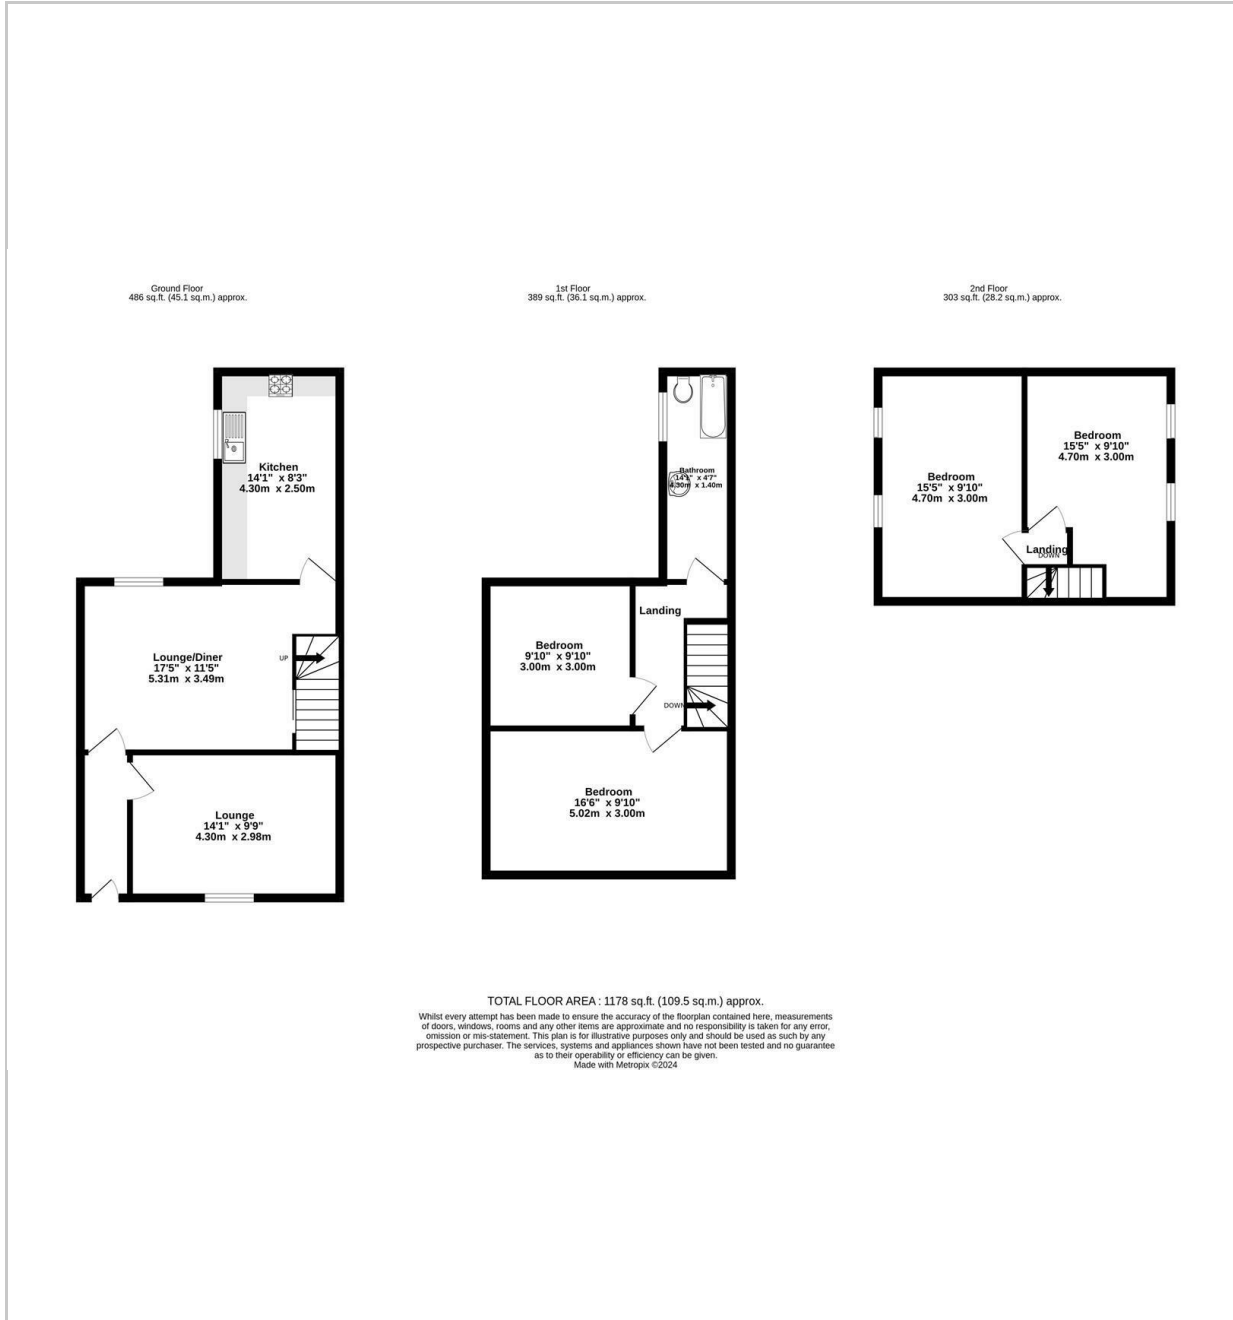 Ground Floor
486 sq.ft. (45.1 sq.m.) approx.
1st Floor
389 sq.ft. (36.1 sq.m.) approx.
2nd Floor
303 sq.ft. (28.2 sq.m.) approx.
Kitchen
14'1" x 8'3"
4.30m x 2.50m
Lounge/Diner
17'5" x 11'5"
5.31m x 3.49m
UP
Lounge
14'1" x 9'9"
4.30m x 2.98m
Bathroom
14'1" x 4'7"
4.30m x 1.40m
Landing
Bedroom
9'10" x 9'10"
3.00m x 3.00m
DOWN
Bedroom
16'6" x 9'10"
5.02m x 3.00m
Bedroom
15'5" x 9'10"
4.70m x 3.00m
Bedroom
15'5" x 9'10"
4.70m x 3.00m
Landing
DOWN
TOTAL FLOOR AREA : 1178 sq.ft. (109.5 sq.m.) approx.
Whilst every attempt has been made to ensure the accuracy of the floorplan contained here, measurements
of doors, windows, rooms and any other items are approximate and no responsibility is taken for any error,
omission or mis-statement. This plan is for illustrative purposes only and should be used as such by any
prospective purchaser. The services, systems and appliances shown have not been tested and no guarantee
as to their operability or efficiency can be given.
Made with Metropix ©2024